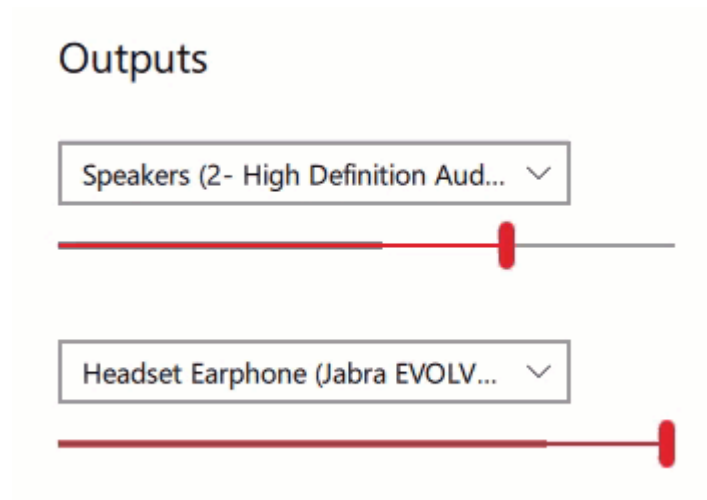 Outputs
Speakers (2- High Definition Aud...
Headset Earphone (Jabra EVOLV...